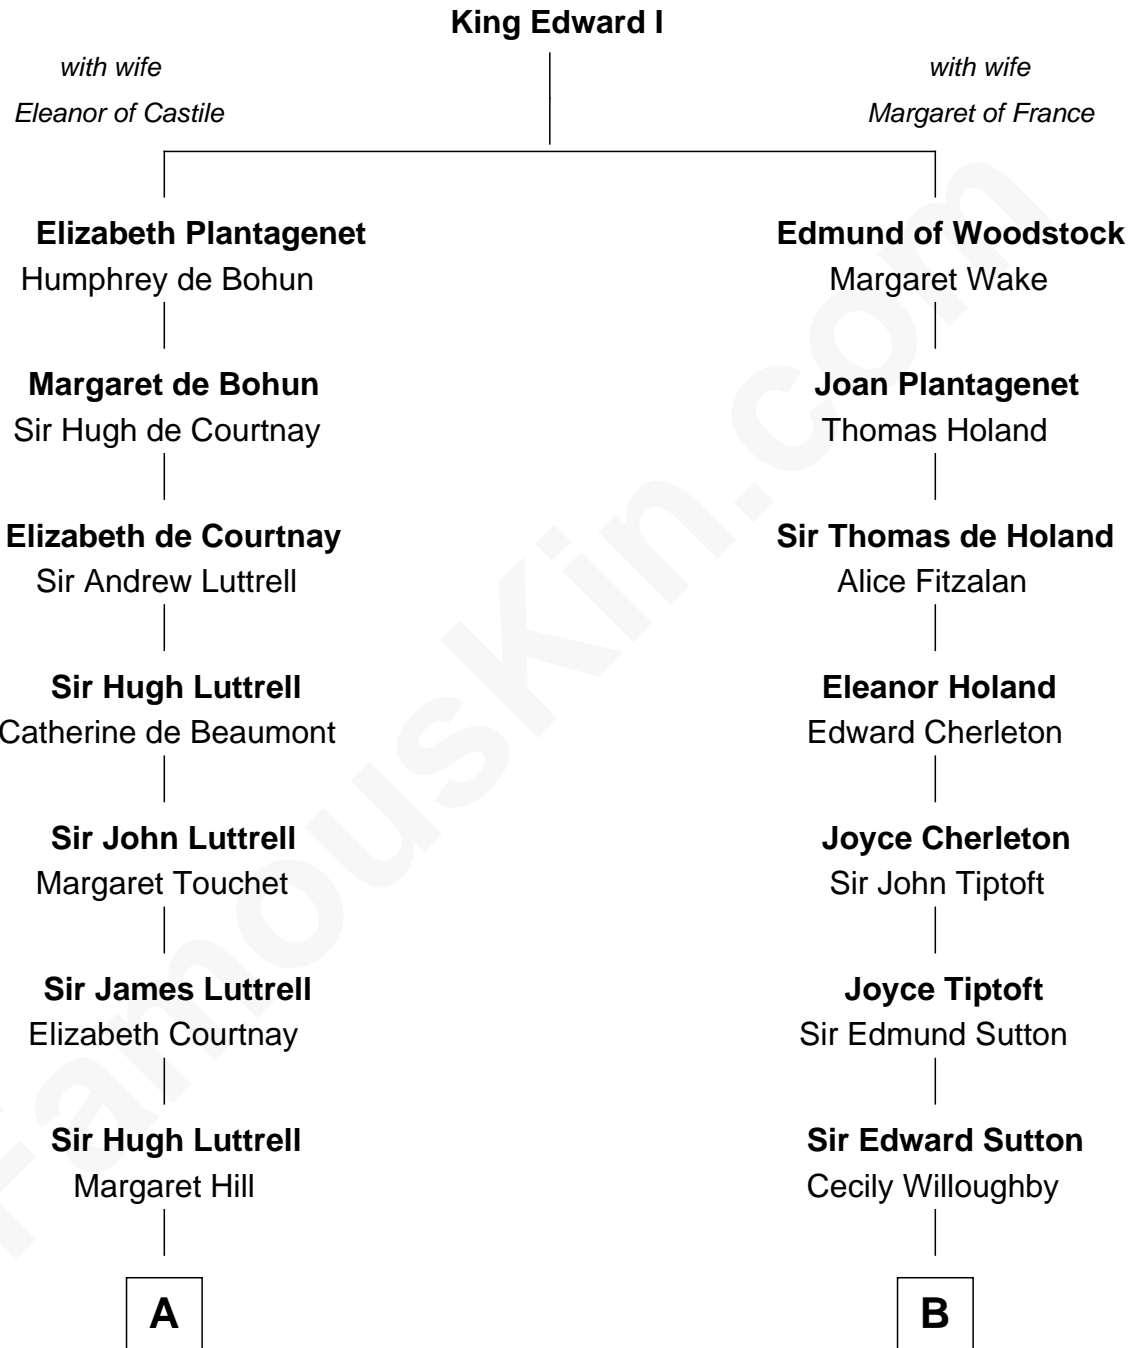 King Edward I
with wife
Eleanor of Castile
with wife
Margaret of France
Elizabeth Plantagenet
Humphrey de Bohun
Margaret de Bohun
Sir Hugh de Courtnay
Elizabeth de Courtnay
Sir Andrew Luttrell
Sir Hugh Luttrell
Catherine de Beaumont
Sir John Luttrell
Margaret Touchet
Sir James Luttrell
Elizabeth Courtnay
Sir Hugh Luttrell
Margaret Hill
A
Edmund of Woodstock
Margaret Wake
Joan Plantagenet
Thomas Holand
Sir Thomas de Holand
Alice Fitzalan
Eleanor Holand
Edward Cherleton
Joyce Cherleton
Sir John Tiptoft
Joyce Tiptoft
Sir Edmund Sutton
Sir Edward Sutton
Cecily Willoughby
B
FamousKin.com